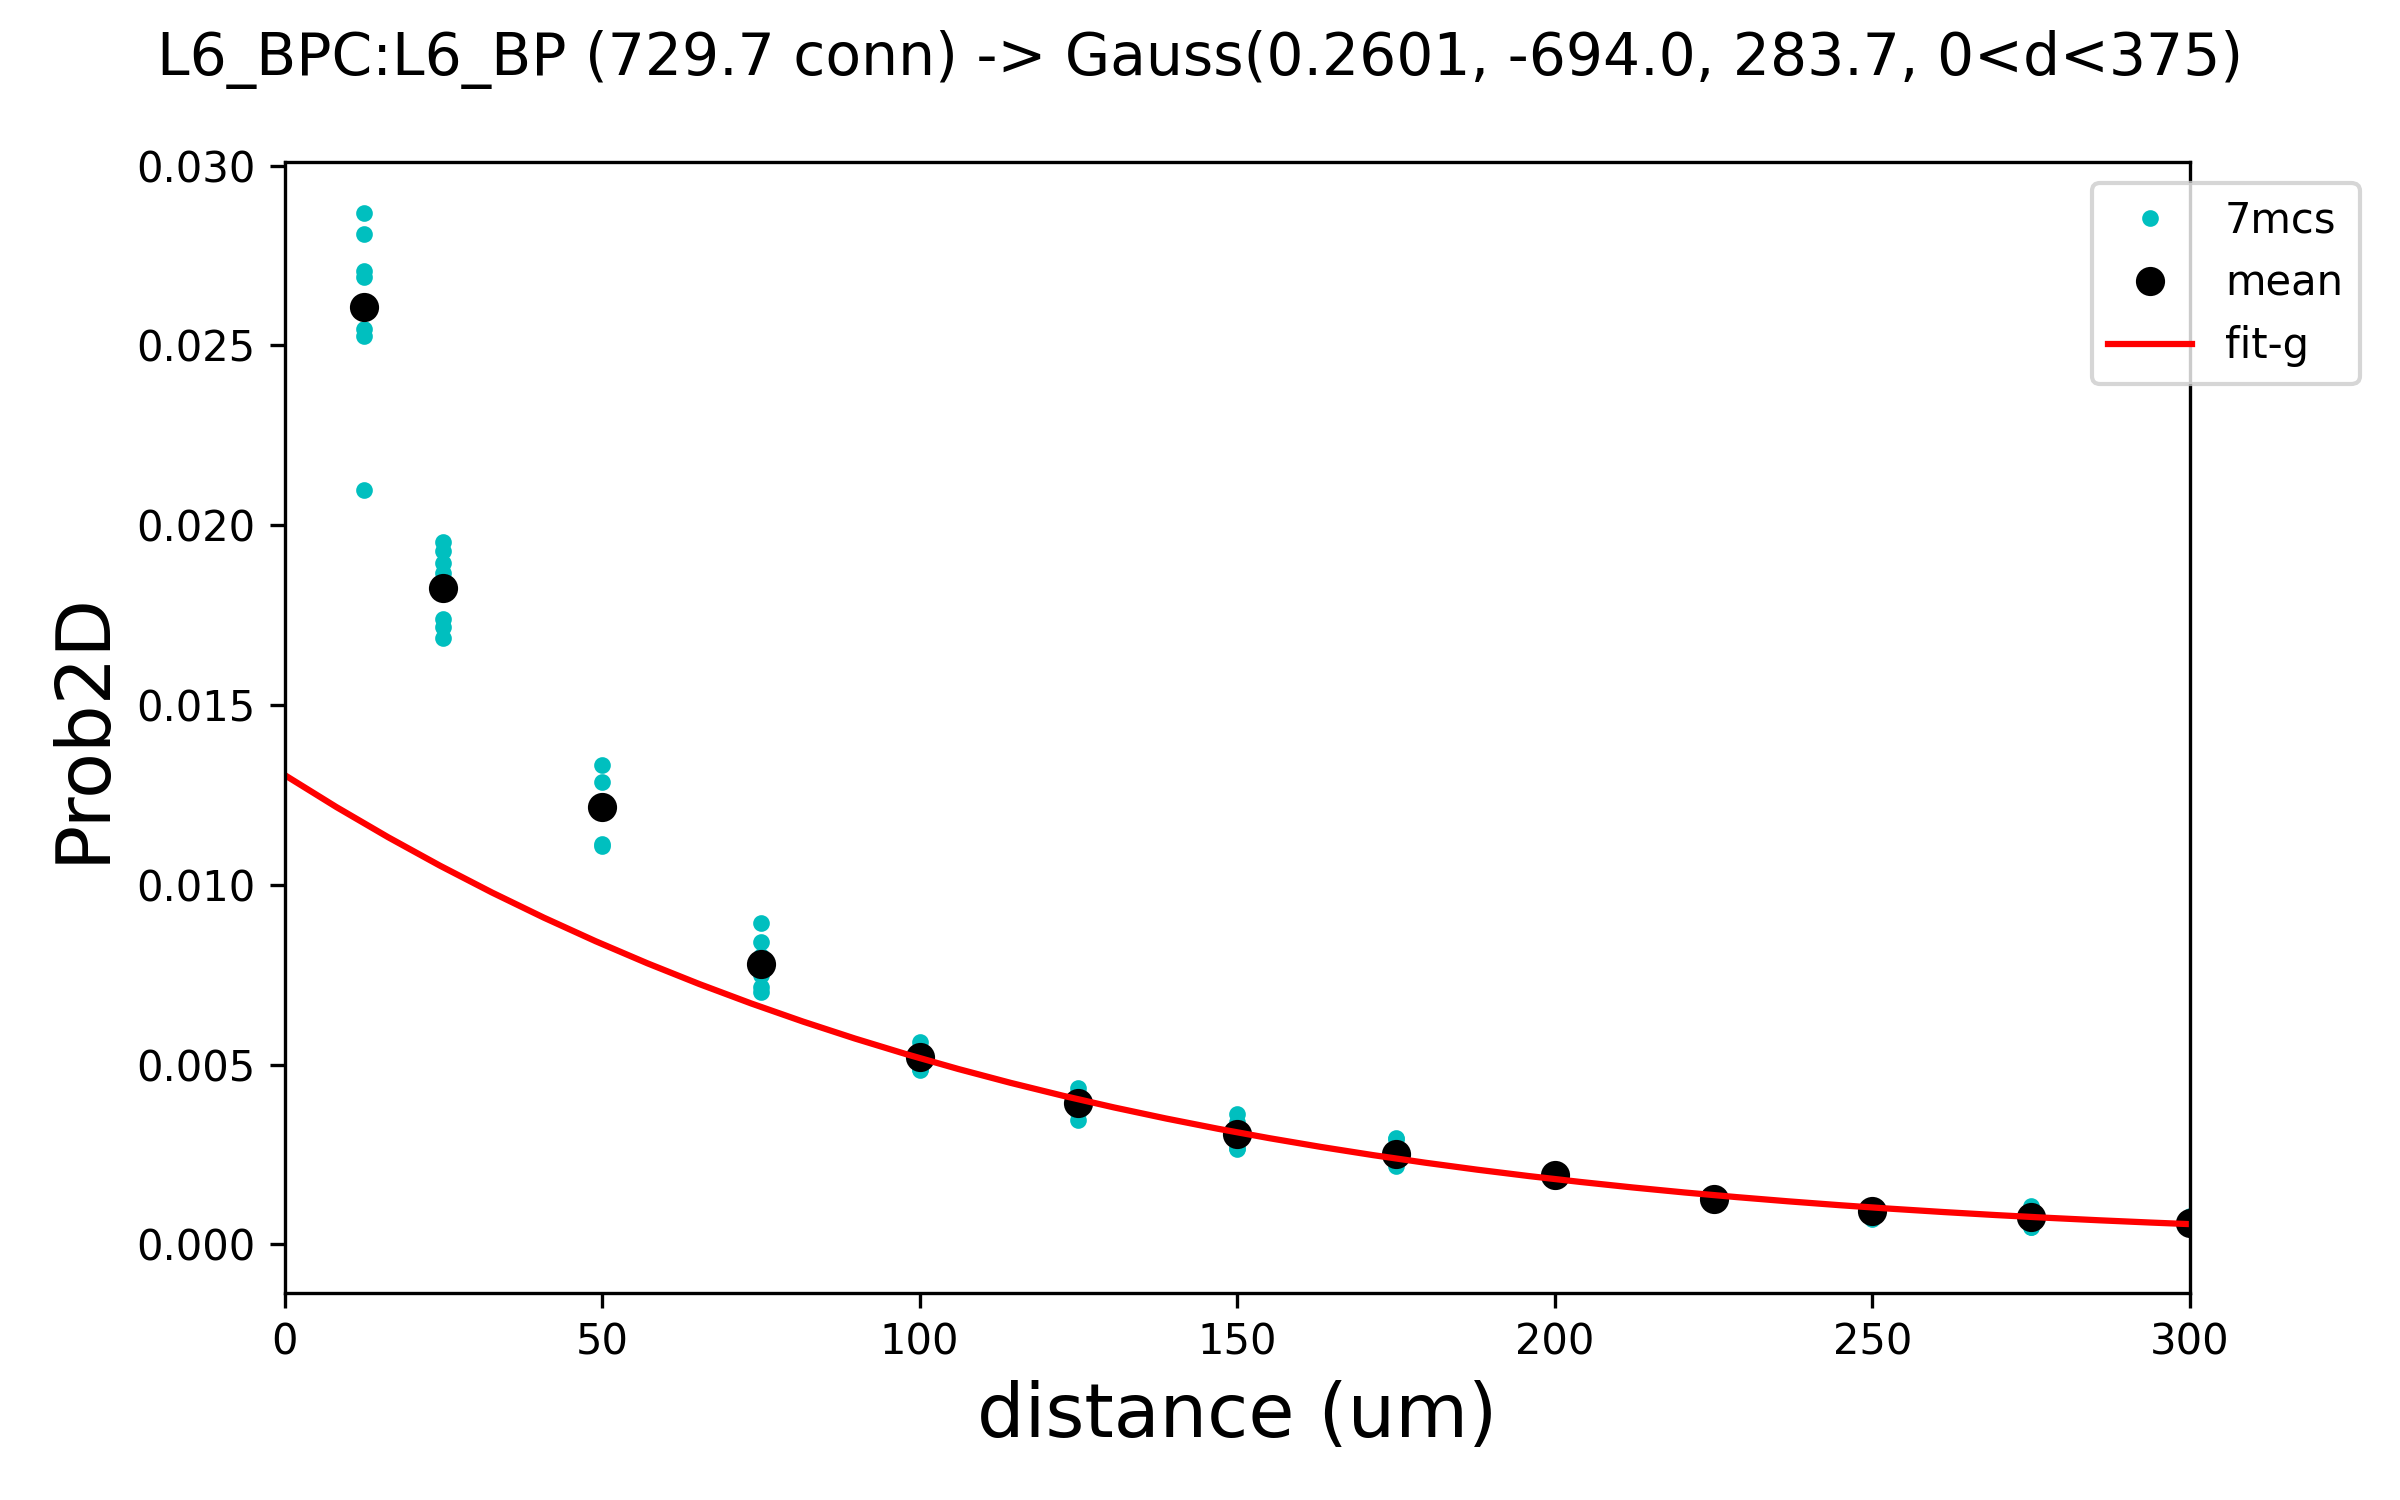 L6_BPC:L6_BP (729.7 conn) -> Gauss(0.2601, -694.0, 283.7, 0<d<375)
0.030
0.025
0.020
0.015
0.010
0.005
0.000
Prob2D
7mcs
mean
fit-g
0 50 100 150 200 250 300
distance (um)